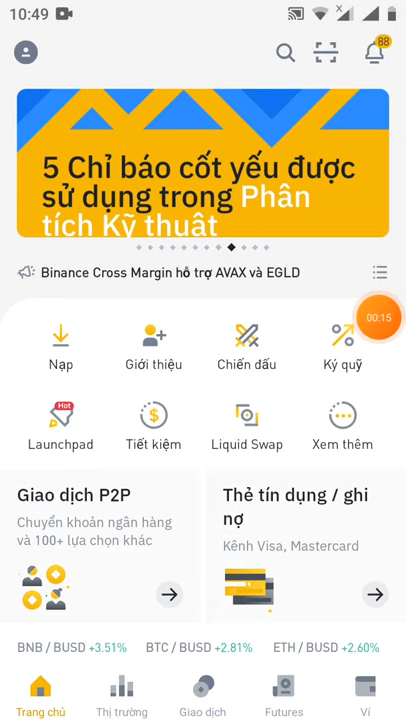 10:49
x
88
5 Chỉ báo cốt yếu được
sử dụng trong Phân
tích Kỹ thuật
Binance Cross Margin hỗ trợ AVAX và EGLD
00:15
Nạp
Giới thiệu
Chiến đấu
Ký quỹ
Hot
Launchpad
Tiết kiệm
Liquid Swap
Xem thêm
Giao dịch P2P
Chuyển khoản ngân hàng
và 100+ lựa chọn khác
Thẻ tín dụng / ghi
nợ
Kênh Visa, Mastercard
BNB / BUSD +3.51%
BTC / BUSD +2.81%
ETH / BUSD +2.60%
Trang chủ
Thị trường
Giao dịch
Futures
Ví